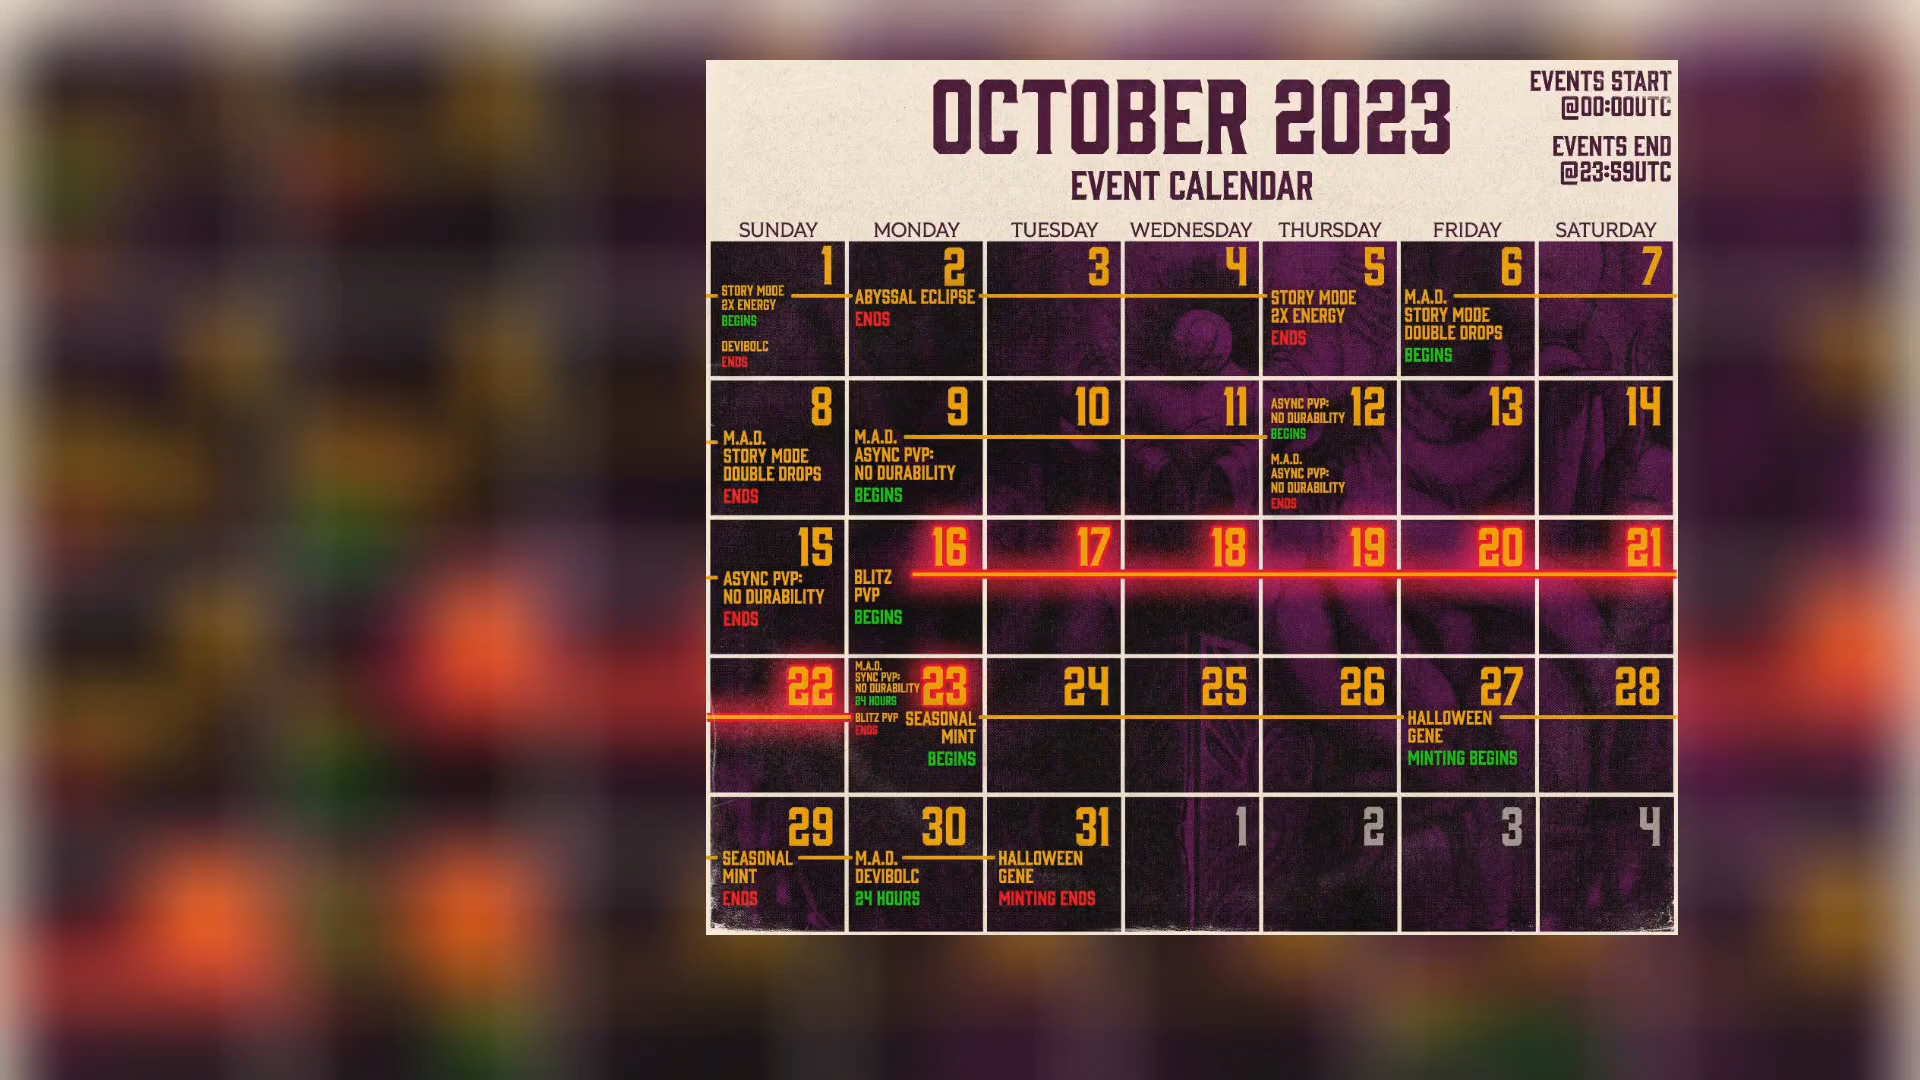 OCTOBER 2023
EVENT CALENDAR
EVENTS START
@00:00UTC
EVENTS END
@23:59UTC
SUNDAY MONDAY TUESDAY WEDNESDAY THURSDAY FRIDAY SATURDAY
1
STORY MODE
2X ENERGY
BEGINS
DEVIBOLC
ENDS
2
ABYSSAL ECLIPSE
ENDS
3
4
5
STORY MODE
2X ENERGY
ENDS
6
M.A.D.
STORY MODE
DOUBLE DROPS
BEGINS
7
8
M.A.D.
STORY MODE
DOUBLE DROPS
ENDS
9
M.A.D.
ASYNC PVP:
NO DURABILITY
BEGINS
10
11
12
ASYNC PVP:
NO DURABILITY
BEGINS
M.A.D.
ASYNC PVP:
NO DURABILITY
ENDS
13
14
15
ASYNC PVP:
NO DURABILITY
ENDS
16
BLITZ
PVP
BEGINS
17
18
19
20
21
22
23
M.A.D.
SYNC PVP:
NO DURABILITY
24 HOURS
BLITZ PVP
ENDS
SEASONAL
MINT
BEGINS
24
25
26
27
HALLOWEEN
GENE
MINTING BEGINS
28
29
SEASONAL
MINT
ENDS
30
M.A.D.
DEVIBOLC
24 HOURS
31
HALLOWEEN
GENE
MINTING ENDS
1
2
3
4